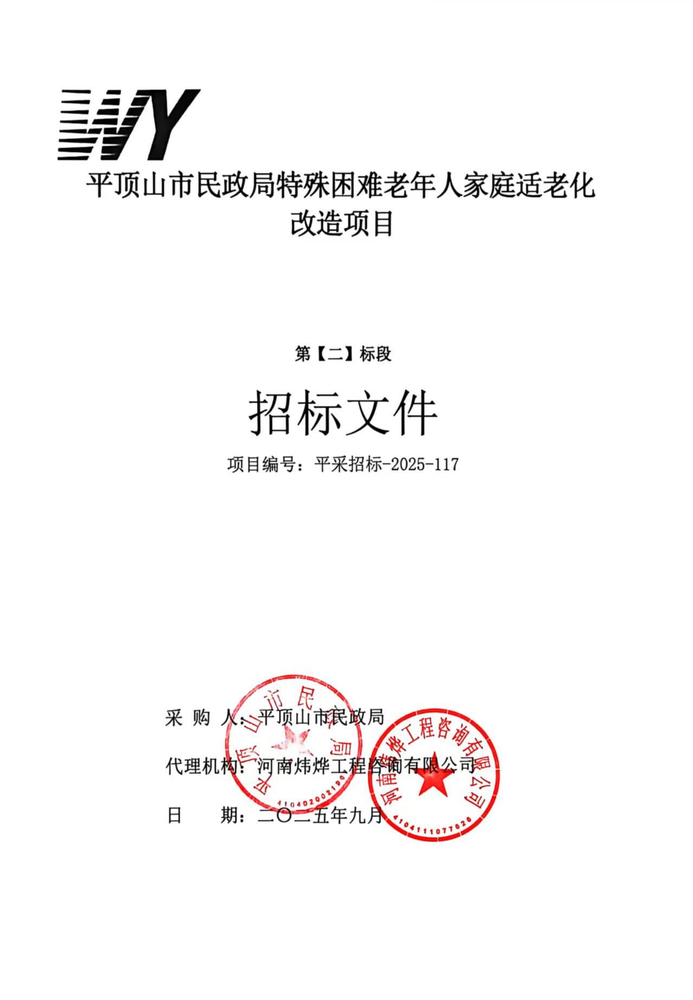 WY
平顶山市民政局特殊困难老年人家庭适老化
改造项目
第【二】标段
招标文件
项目编号：平采招标-2025-117
采 购 人：平顶山市民政局
代理机构：河南炜烨工程咨询有限公司
日 期：二〇二五年九月
平顶山市民政局
河南炜烨工程咨询有限公司
4104111077020